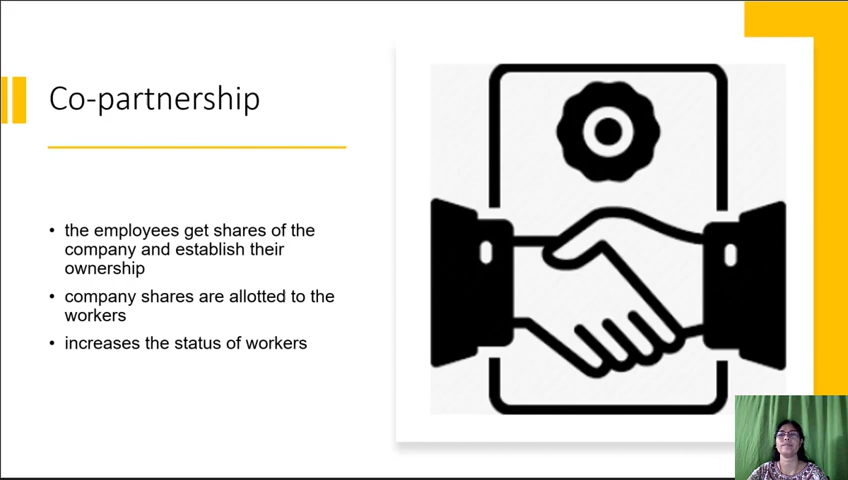 Co-partnership
• the employees get shares of the
company and establish their
ownership
• company shares are allotted to the
workers
• increases the status of workers